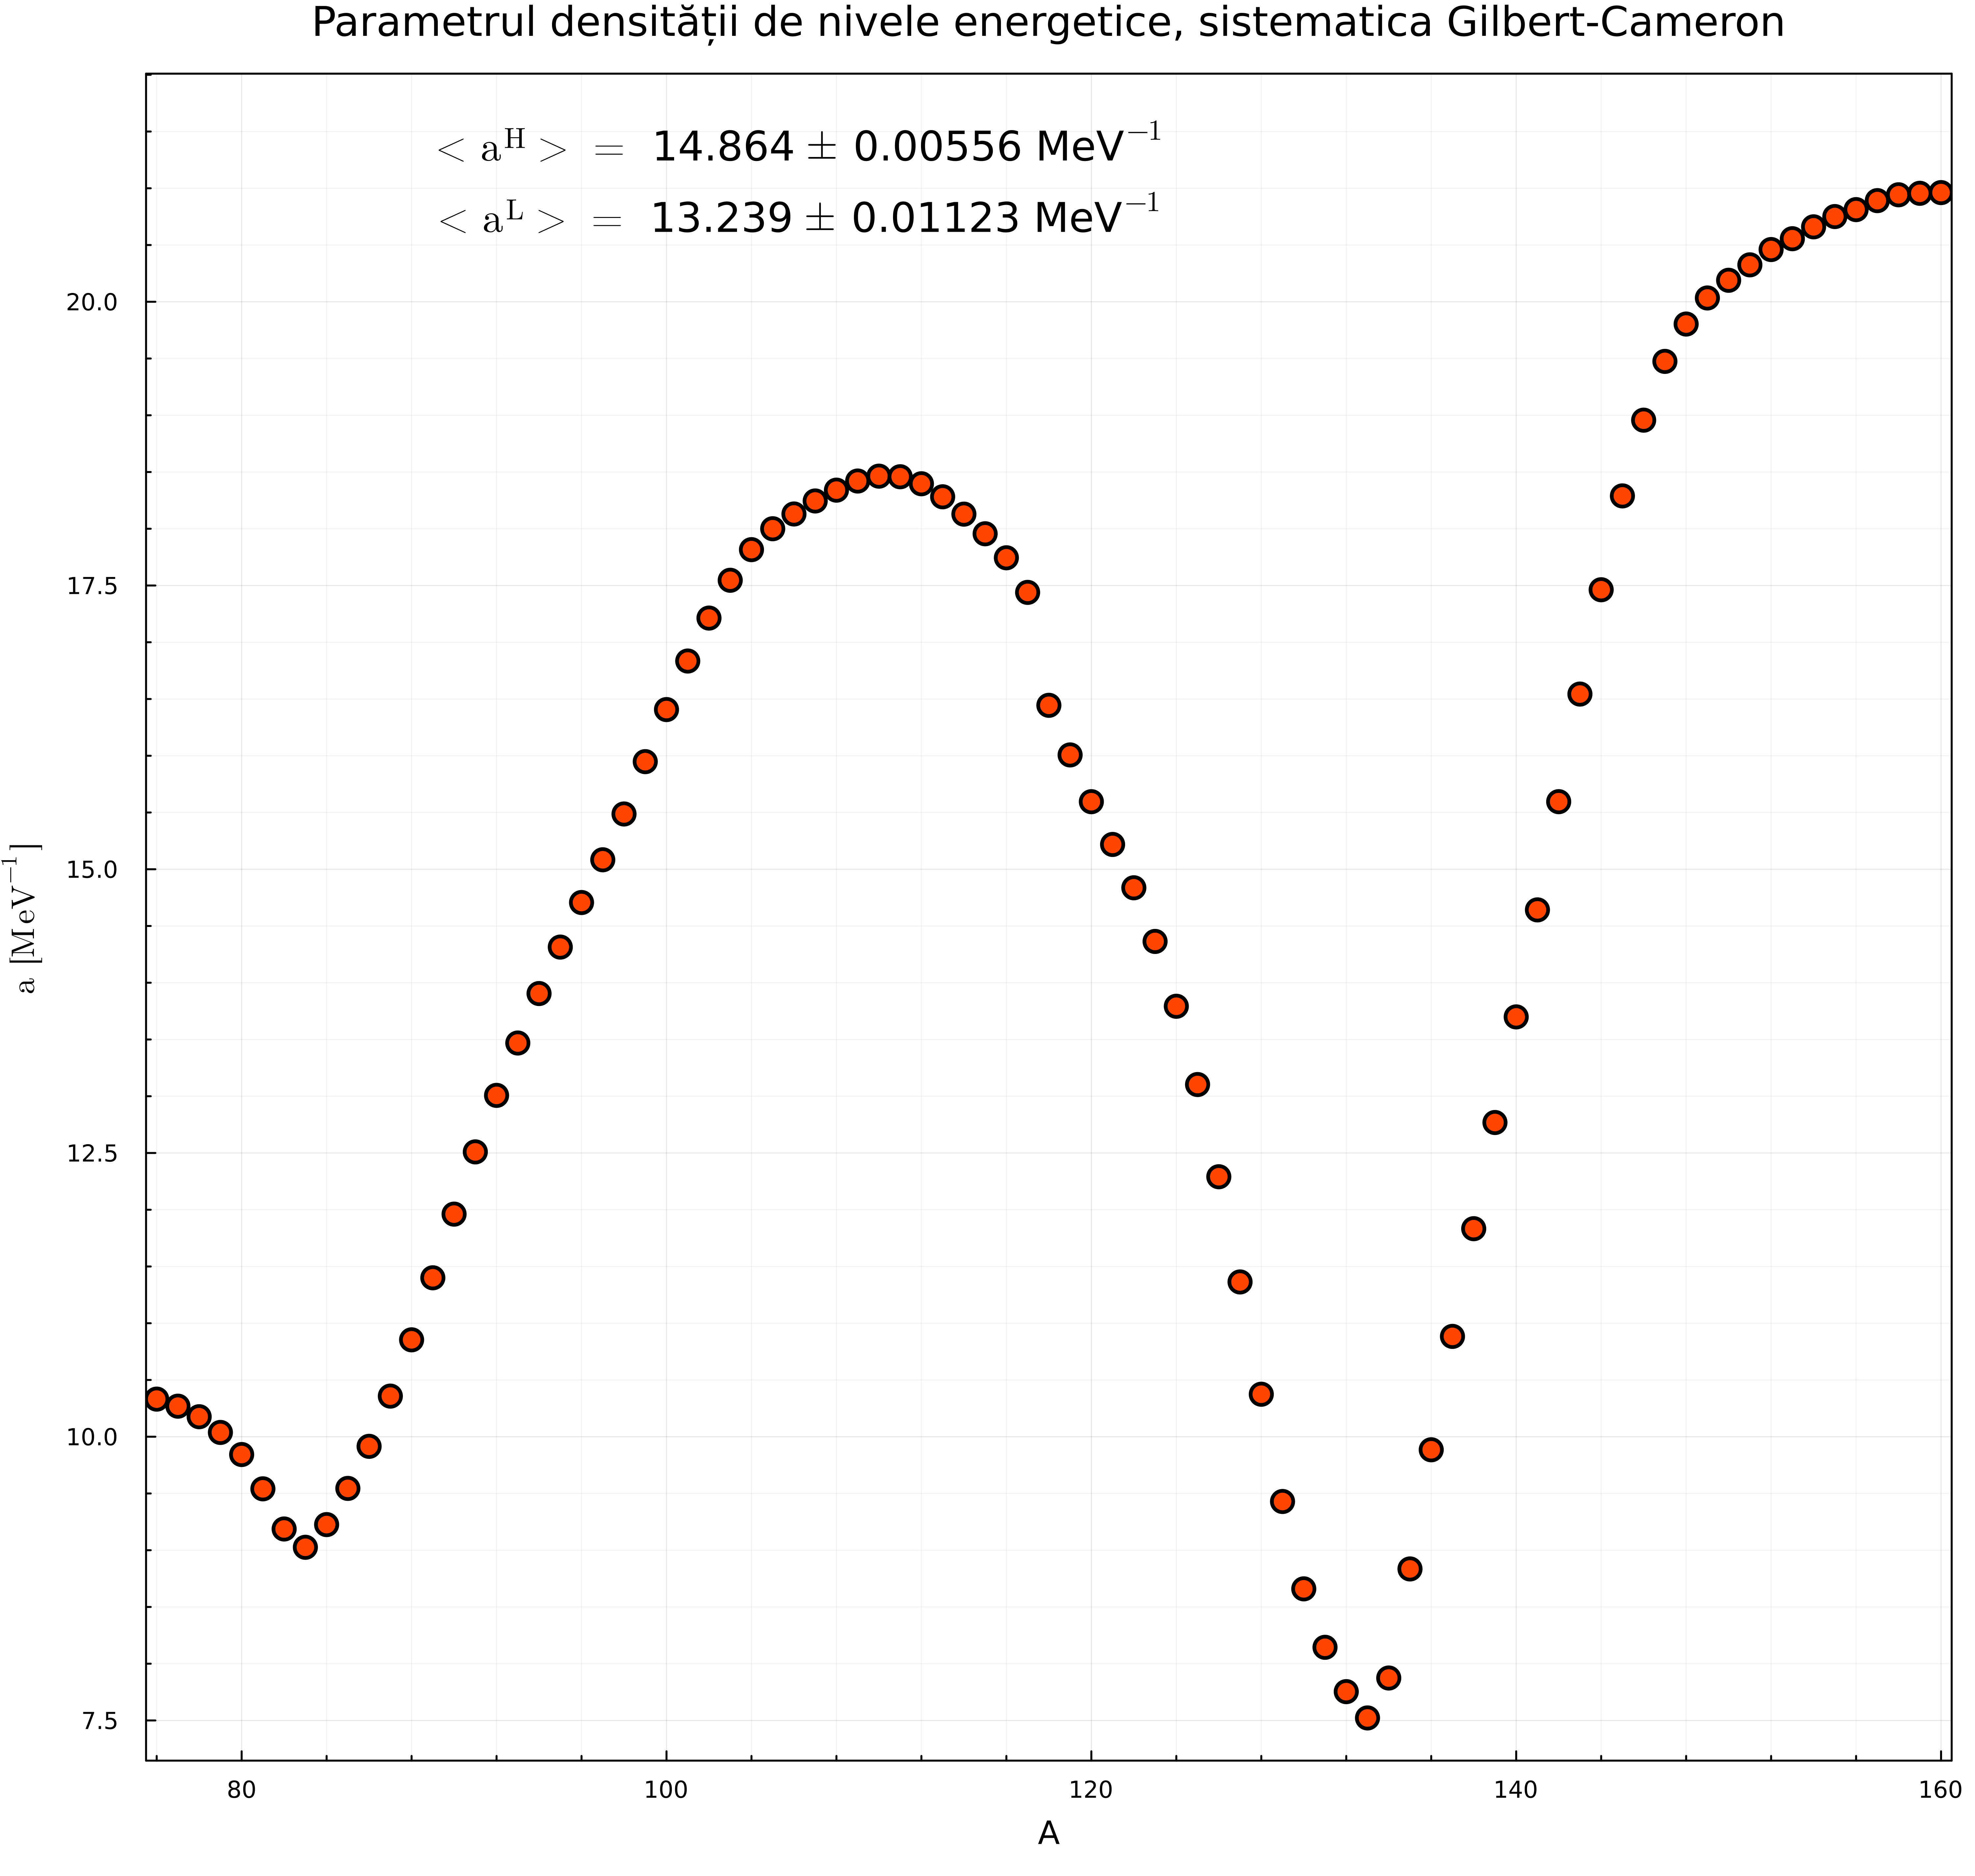 Parametrul densității de nivele energetice, sistematica Gilbert-Cameron
< a^H > = 14.864 ± 0.00556 MeV^−1
< a^L > = 13.239 ± 0.01123 MeV^−1
20.0
17.5
15.0
12.5
10.0
7.5
a [MeV^−1]
80 100 120 140 160
A